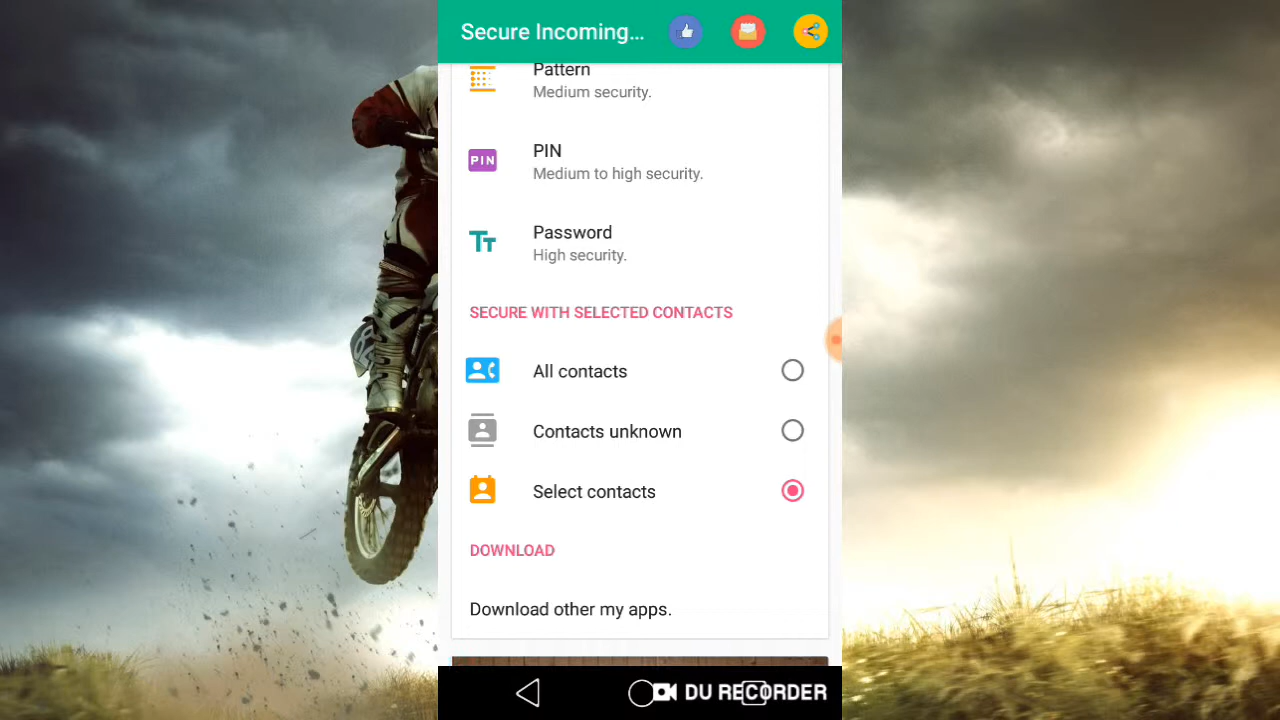 Secure Incoming...
Pattern
Medium security.
PIN
PIN
Medium to high security.
TT
Password
High security.
SECURE WITH SELECTED CONTACTS
All contacts
Contacts unknown
Select contacts
DOWNLOAD
Download other my apps.
DU RECORDER